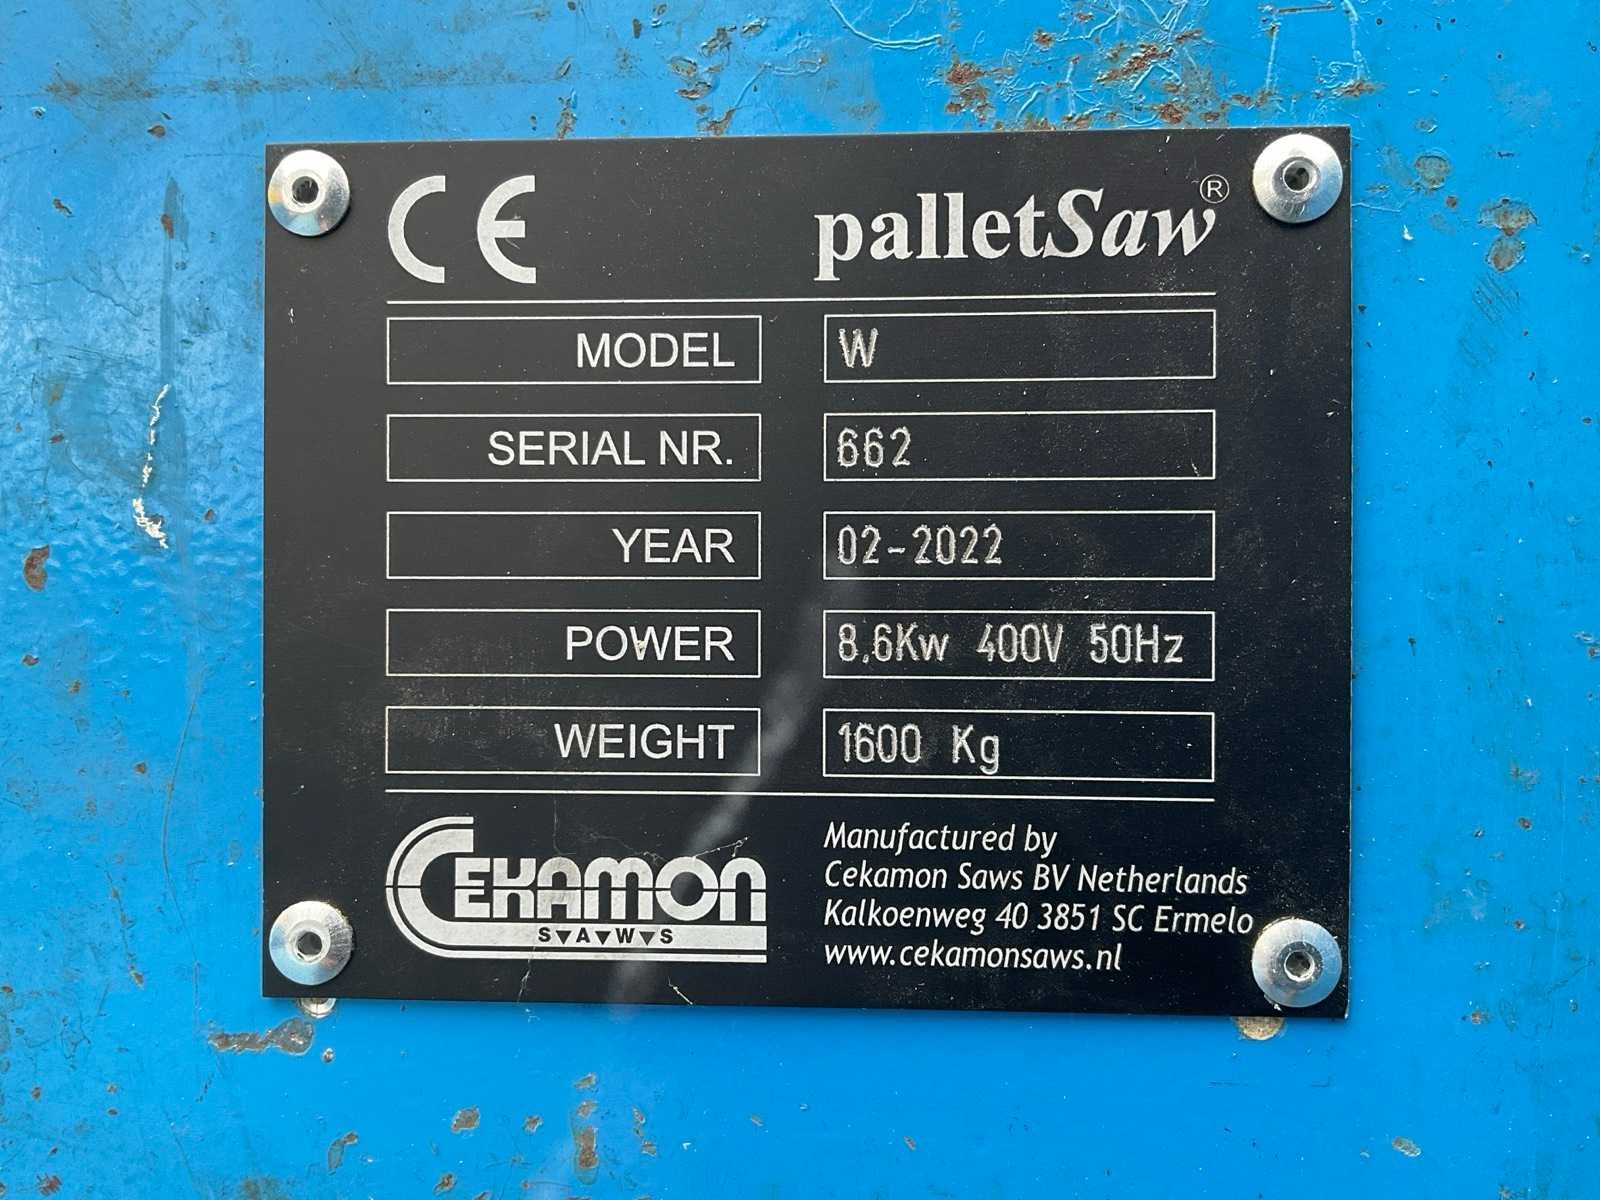 CE palletSaw®
MODEL W
SERIAL NR. 662
YEAR 02-2022
POWER 8.6Kw 400V 50Hz
WEIGHT 1600 Kg
CEKAMON
SAWS
Manufactured by
Cekamon Saws BV Netherlands
Kalkoenweg 40 3851 SC Ermelo
www.cekamonsaws.nl